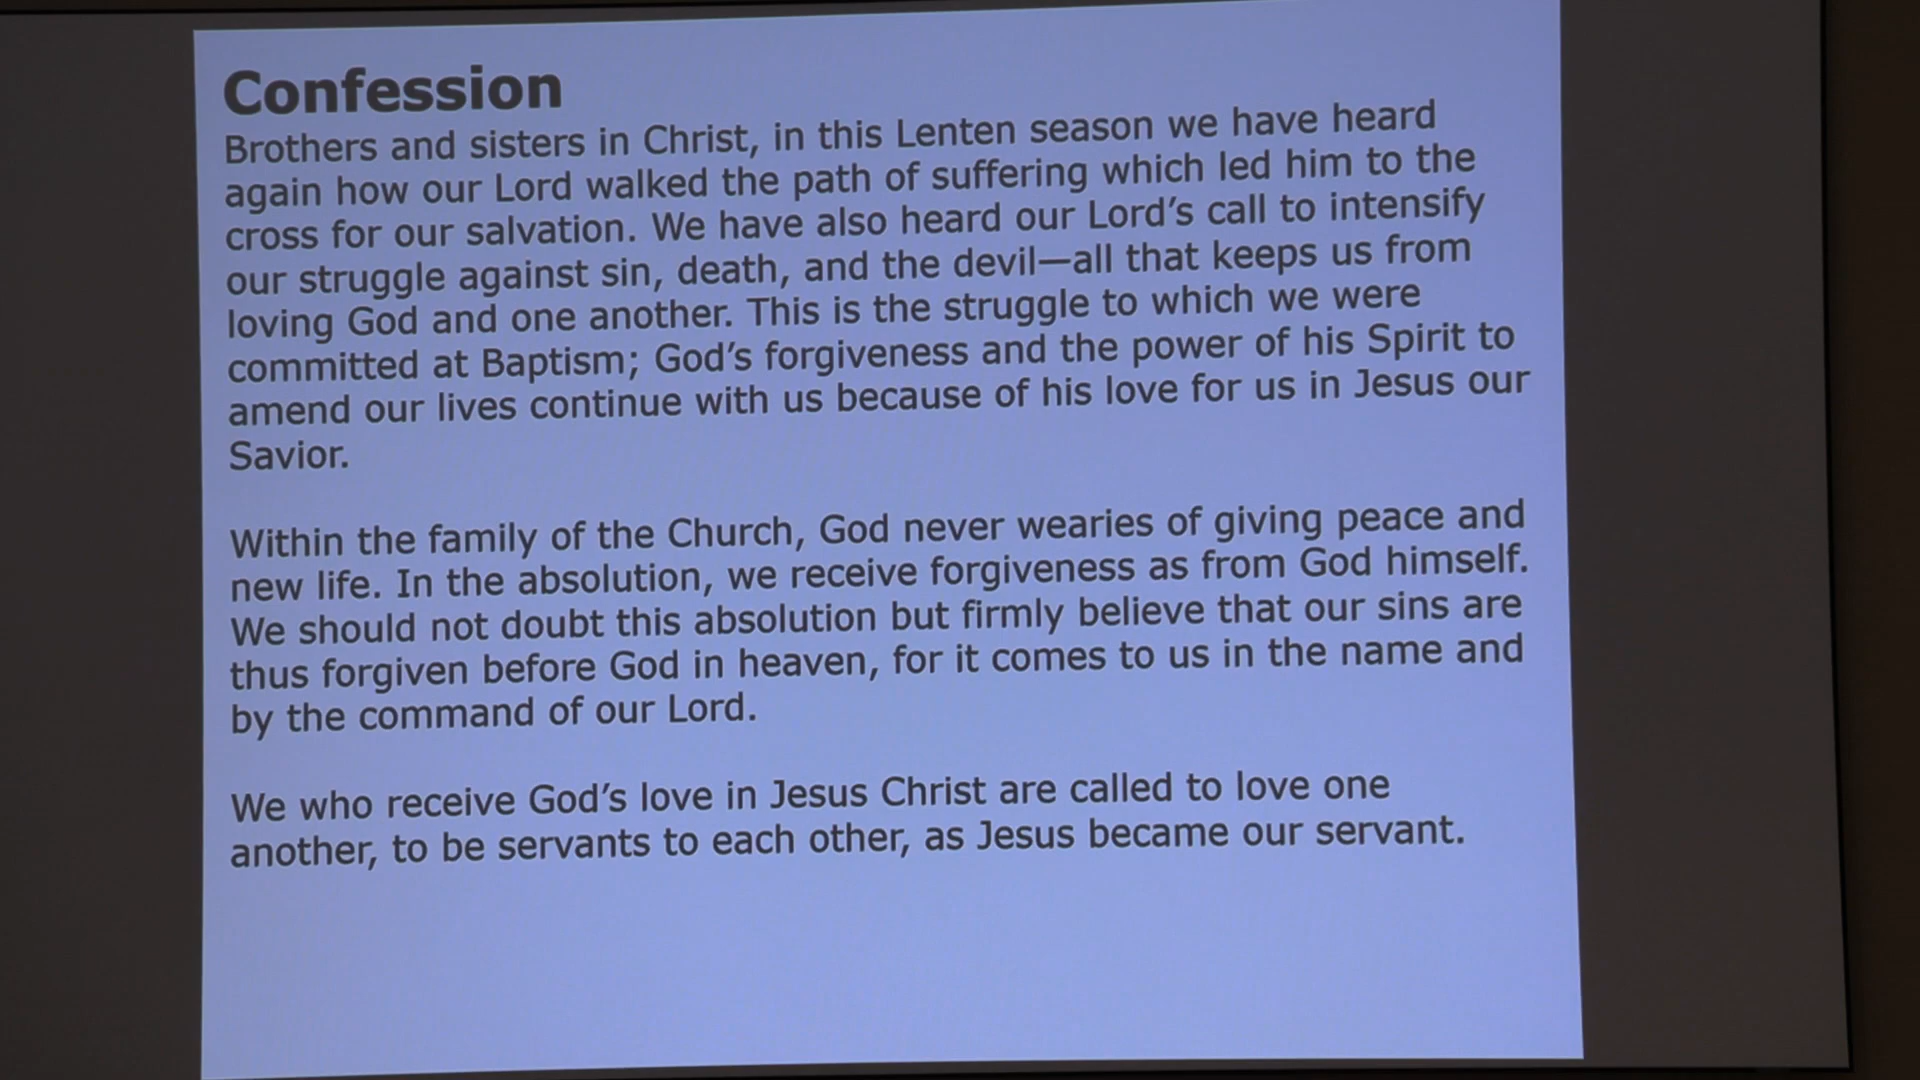 Confession
Brothers and sisters in Christ, in this Lenten season we have heard
again how our Lord walked the path of suffering which led him to the
cross for our salvation. We have also heard our Lord’s call to intensify
our struggle against sin, death, and the devil—all that keeps us from
loving God and one another. This is the struggle to which we were
committed at Baptism; God’s forgiveness and the power of his Spirit to
amend our lives continue with us because of his love for us in Jesus our
Savior.
Within the family of the Church, God never wearies of giving peace and
new life. In the absolution, we receive forgiveness as from God himself.
We should not doubt this absolution but firmly believe that our sins are
thus forgiven before God in heaven, for it comes to us in the name and
by the command of our Lord.
We who receive God’s love in Jesus Christ are called to love one
another, to be servants to each other, as Jesus became our servant.